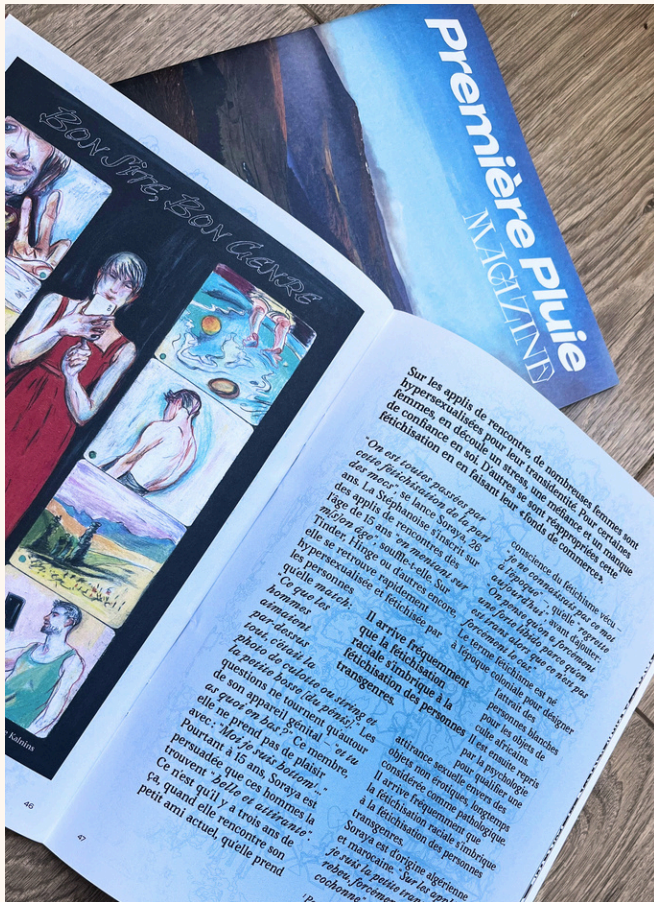 Première Pluie
MAGIZINE
BON SITE, BON GENRE
Kalnins
46
Sur les applis de rencontre, de nombreuses femmes sont
hypersexualisées pour leur transidentité. Pour certaines
femmes, en découle un stress, une méfiance et un manque
de confiance en soi. D'autres se sont réappropriées cette
fétichisation en en faisant leur « fonds de commerce ».
"On est toutes passées par
cette fétichisation de la part
des mecs", se lance Soraya, 26
ans. La Stéphanoise s'inscrit sur
des applis de rencontres dès
l'âge de 15 ans, "en mentant sur
m(s)on âge", souffle-t-elle. Sur
Tinder, Hinge ou d'autres encore,
elle se retrouve rapidement
hypersexualisée et fétichisée par
les personnes
qu'elle match.
"Ce que les
hommes
aimaient
par-dessus
tout, c'était la
photo de culotte ou string et
la petite bosse (du pénis)". Les
questions ne tournent qu'autour
de son appareil génital – "et tu
as quoi en bas ?" Ce membre,
elle ne prend pas de plaisir
avec : "Moi je suis bottom !..."
Pourtant à 15 ans, Soraya est
persuadée que ces hommes la
trouvent "belle et attirante".
Ce n'est qu'il y a trois ans de
ça, quand elle rencontre son
petit ami actuel, qu'elle prend
47
Il arrive fréquemment
que la fétichisation
raciale s'imbrique à la
fétichisation des personnes
transgenres
conscience du fétichisme vécu.
"Je ne connaissais pas ce mot
à l'époque", qu'elle "regrette
aujourd'hui", avant d'ajouter:
"On pense qu'on a forcément
une forte libido parce qu'on
est trans alors que ce n'est pas
forcément le cas."
Le terme fétichisme est né
à l'époque coloniale pour désigner
l'attrait des
personnes blanches
pour les objets de
culte africains.
Il est ensuite repris
par la psychologie
pour qualifier une
attirance sexuelle envers des
objets non érotiques, longtemps
considérée comme pathologique.
Il arrive fréquemment que
la fétichisation raciale s'imbrique
à la fétichisation des personnes
transgenres.
Soraya est d'origine algérienne
et marocaine. "Sur les appl
je suis la petite tran
rebeu, forcémen
cochonne"